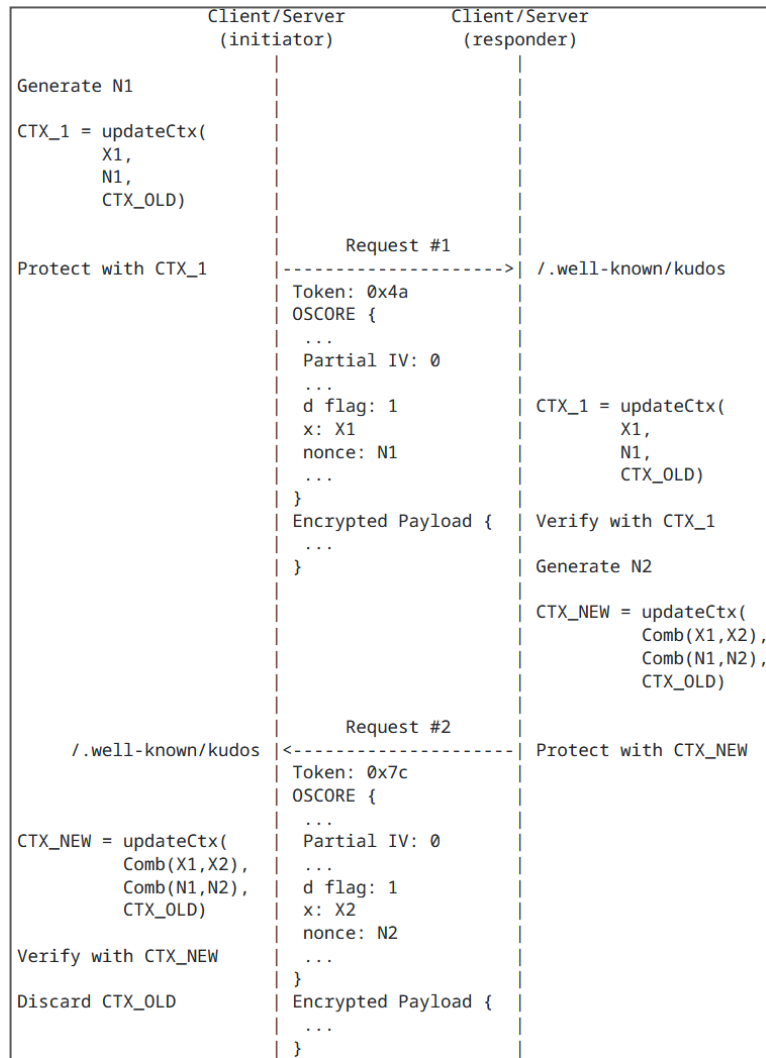 Client/Server          Client/Server
                       (initiator)            (responder)
                            |                      |
Generate N1                 |                      |
                            |                      |
CTX_1 = updateCtx(          |                      |
        X1,                 |                      |
        N1,                 |                      |
        CTX_OLD)            |                      |
                            |                      |
                            |      Request #1      |
Protect with CTX_1          |--------------------->| /.well-known/kudos
                            | Token: 0x4a          |
                            | OSCORE {             |
                            |  ...                 |
                            |  Partial IV: 0       |
                            |  ...                 |
                            |  d flag: 1           | CTX_1 = updateCtx(
                            |  x: X1               |         X1,
                            |  nonce: N1           |         N1,
                            |  ...                 |         CTX_OLD)
                            | }                    |
                            | Encrypted Payload {  | Verify with CTX_1
                            |  ...                 |
                            | }                    | Generate N2
                            |                      |
                            |                      | CTX_NEW = updateCtx(
                            |                      |           Comb(X1,X2),
                            |                      |           Comb(N1,N2),
                            |                      |           CTX_OLD)
                            |                      |
                            |      Request #2      |
     /.well-known/kudos     |<---------------------| Protect with CTX_NEW
                            | Token: 0x7c          |
                            | OSCORE {             |
                            |  ...                 |
CTX_NEW = updateCtx(        |  Partial IV: 0       |
          Comb(X1,X2),      |  ...                 |
          Comb(N1,N2),      |  d flag: 1           |
          CTX_OLD)          |  x: X2               |
                            |  nonce: N2           |
Verify with CTX_NEW         |  ...                 |
                            | }                    |
Discard CTX_OLD             | Encrypted Payload {  |
                            |  ...                 |
                            | }                    |